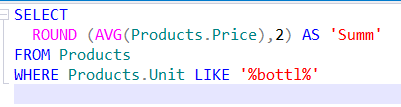 SELECT
ROUND (AVG(Products.Price),2) AS 'Summ'
FROM Products
WHERE Products.Unit LIKE '%bottl%'